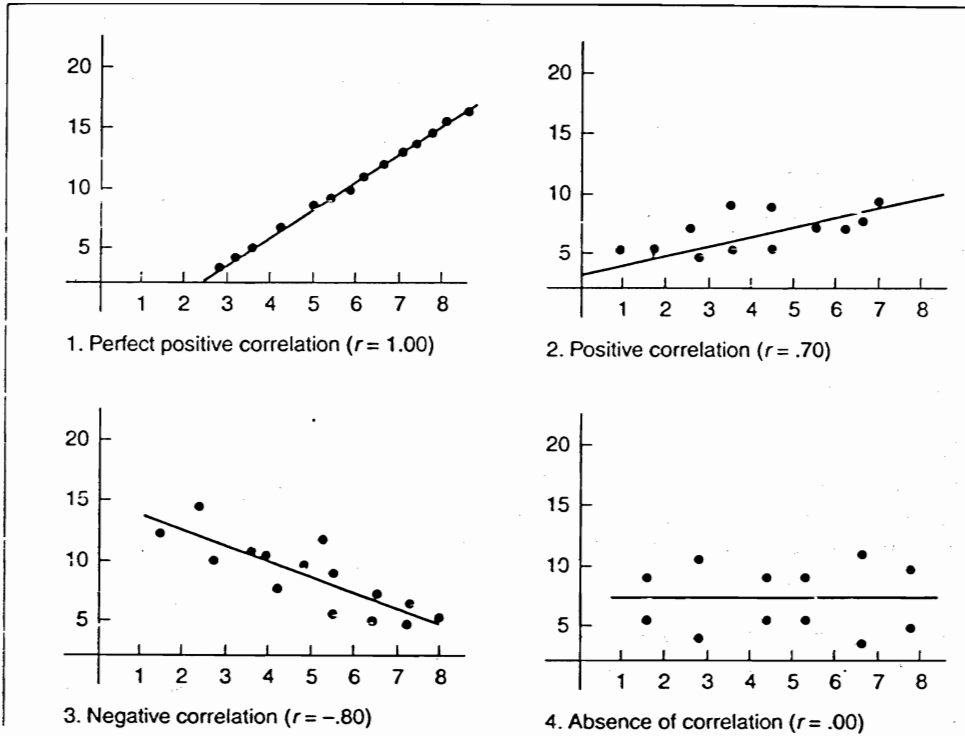 20
15
10
5
1 2 3 4 5 6 7 8
1. Perfect positive correlation (r = 1.00)
20
15
10
5
1 2 3 4 5 6 7 8
2. Positive correlation (r = .70)
20
15
10
5
1 2 3 4 5 6 7 8
3. Negative correlation (r = –.80)
20
15
10
5
1 2 3 4 5 6 7 8
4. Absence of correlation (r = .00)